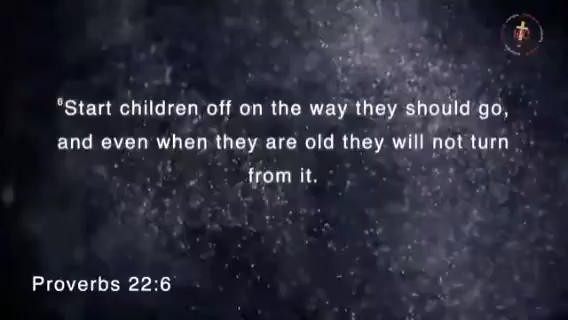 ⁶Start children off on the way they should go,
and even when they are old they will not turn
from it.
Proverbs 22:6